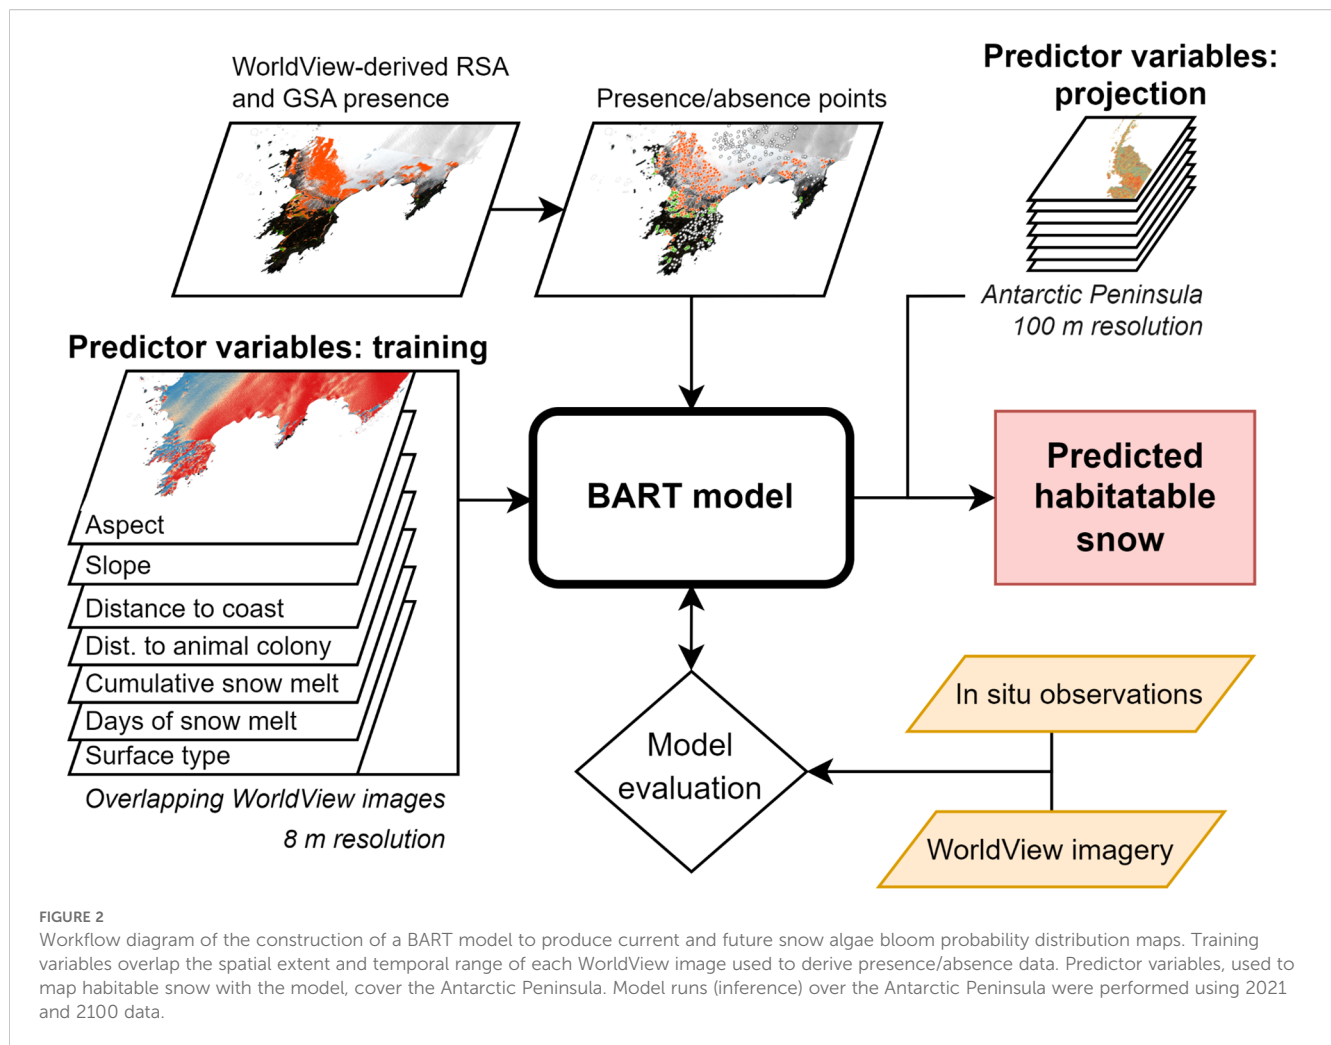 WorldView-derived RSA
and GSA presence
Presence/absence points
Predictor variables:
projection
Antarctic Peninsula
100 m resolution
Predictor variables: training
Aspect
Slope
Distance to coast
Dist. to animal colony
Cumulative snow melt
Days of snow melt
Surface type
Overlapping WorldView images
8 m resolution
BART model
Predicted
habitatable
snow
Model
evaluation
In situ observations
WorldView imagery
FIGURE 2
Workflow diagram of the construction of a BART model to produce current and future snow algae bloom probability distribution maps. Training
variables overlap the spatial extent and temporal range of each WorldView image used to derive presence/absence data. Predictor variables, used to
map habitable snow with the model, cover the Antarctic Peninsula. Model runs (inference) over the Antarctic Peninsula were performed using 2021
and 2100 data.